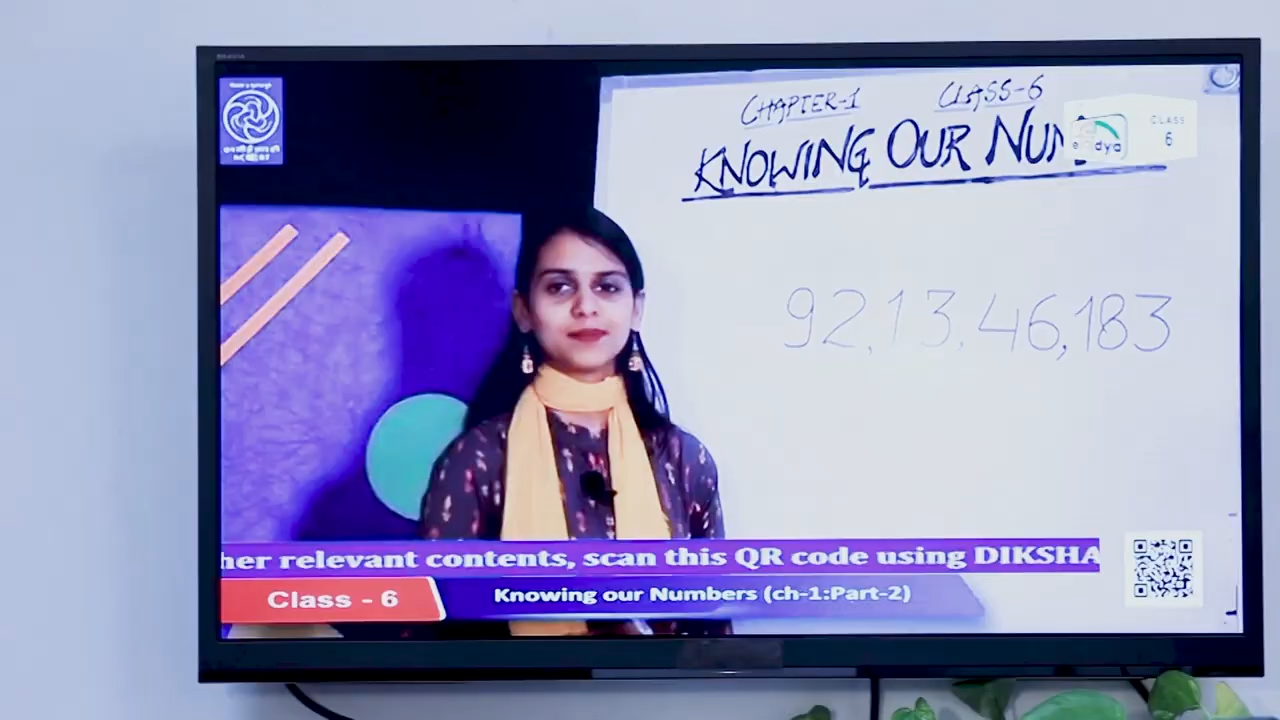 CHAPTER-1 CLASS-6
KNOWING OUR NUM
CLASS
6
92,13,46,183
her relevant contents, scan this QR code using DIKSHA
Class - 6
Knowing our Numbers (ch-1:Part-2)